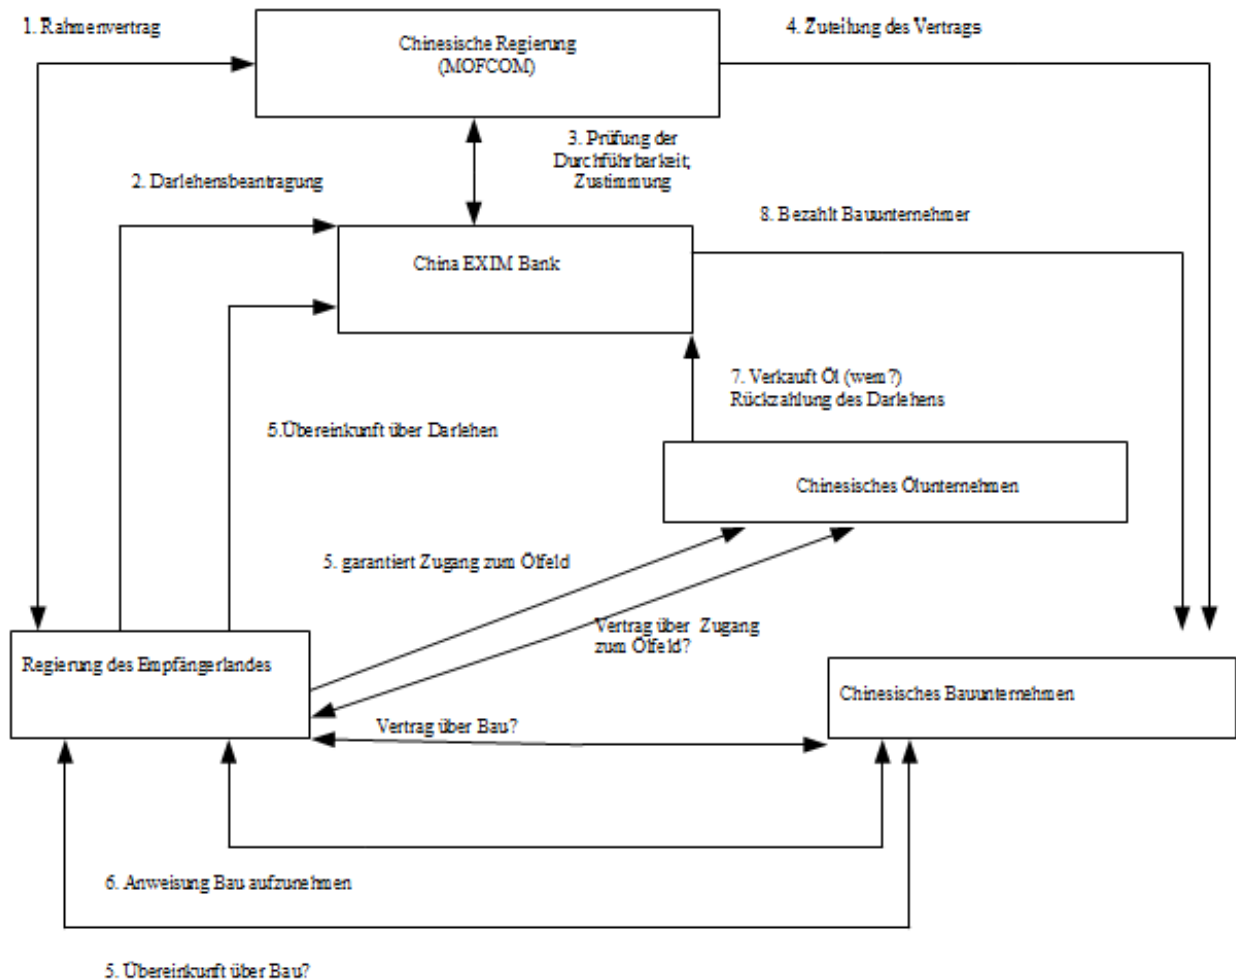 1. Rahmenvertrag
Chinesische Regierung
(MOFCOM)
4. Zuteilung des Vertrags
3. Prüfung der
Durchführbarkeit,
Zustimmung
2. Darlehensbeantragung
8. Bezahlt Bauunternehmer
China EXIM Bank
7. Verkauft Öl (wem?)
Rückzahlung des Darlehens
5.Übereinkunft über Darlehen
Chinesisches Ölunternehmen
5. garantiert Zugang zum Ölfeld
Vertrag über Zugang
zum Ölfeld?
Regierung des Empfängerlandes
Chinesisches Bauunternehmen
Vertrag über Bau?
6. Anweisung Bau aufzunehmen
5. Übereinkunft über Bau?